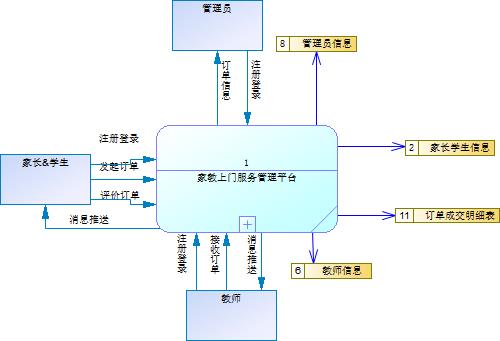 管理员
8 管理员信息
订单信息
注册登录
注册登录
家长&学生
发起订单
评价订单
消息推送
1
家教上门服务管理平台
+
2 家长学生信息
11 订单成交明细表
6 教师信息
注册登录
接收订单
消息推送
教师